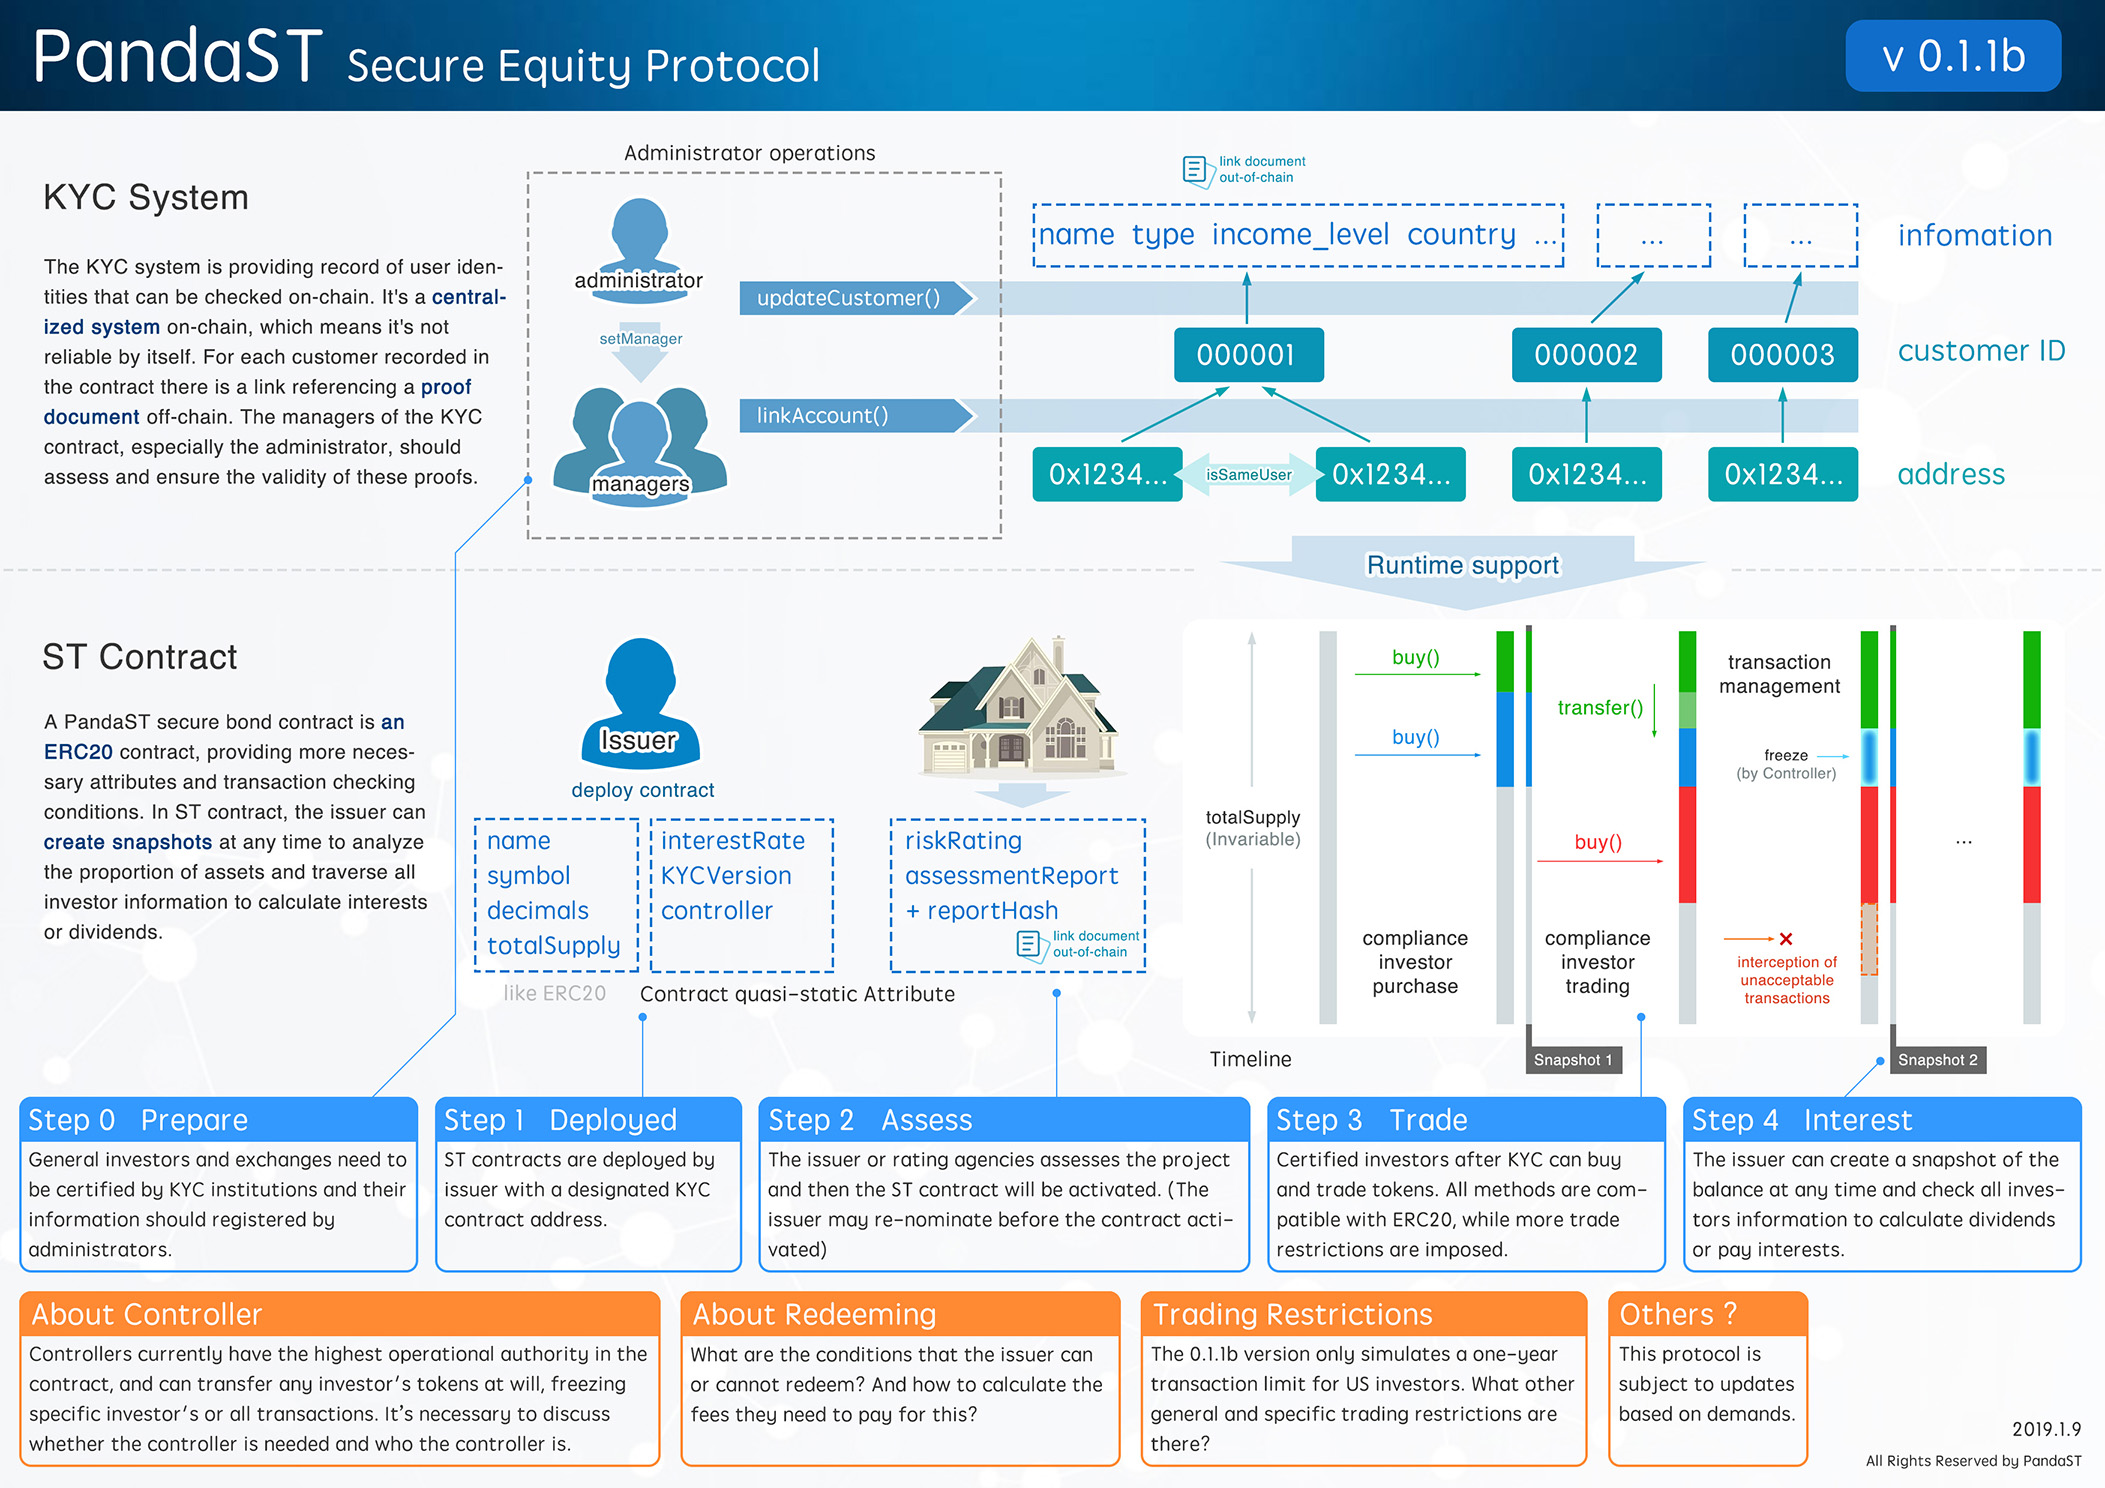 PandaST Secure Equity Protocol
v 0.1.1b
KYC System
The KYC system is providing record of user iden-
tities that can be checked on-chain. It's a central-
ized system on-chain, which means it's not
reliable by itself. For each customer recorded in
the contract there is a link referencing a proof
document off-chain. The managers of the KYC
contract, especially the administrator, should
assess and ensure the validity of these proofs.
Administrator operations
administrator
setManager
managers
updateCustomer()
linkAccount()
link document
out-of-chain
name type income_level country ...
...
...
infomation
000001
000002
000003
customer ID
0x1234...
isSameUser
0x1234...
0x1234...
0x1234...
address
Runtime support
ST Contract
A PandaST secure bond contract is an
ERC20 contract, providing more neces-
sary attributes and transaction checking
conditions. In ST contract, the issuer can
create snapshots at any time to analyze
the proportion of assets and traverse all
investor information to calculate interests
or dividends.
Issuer
deploy contract
name
symbol
decimals
totalSupply
like ERC20
interestRate
KYCVersion
controller
riskRating
assessmentReport
+ reportHash
link document
out-of-chain
Contract quasi-static Attribute
totalSupply
(Invariable)
buy()
buy()
compliance
investor
purchase
transfer()
buy()
compliance
investor
trading
transaction
management
freeze
(by Controller)
interception of
unacceptable
transactions
...
Timeline
Snapshot 1
Snapshot 2
Step 0 Prepare
General investors and exchanges need to
be certified by KYC institutions and their
information should registered by
administrators.
Step 1 Deployed
ST contracts are deployed by
issuer with a designated KYC
contract address.
Step 2 Assess
The issuer or rating agencies assesses the project
and then the ST contract will be activated. (The
issuer may re-nominate before the contract acti-
vated)
Step 3 Trade
Certified investors after KYC can buy
and trade tokens. All methods are com-
patible with ERC20, while more trade
restrictions are imposed.
Step 4 Interest
The issuer can create a snapshot of the
balance at any time and check all inves-
tors information to calculate dividends
or pay interests.
About Controller
Controllers currently have the highest operational authority in the
contract, and can transfer any investor's tokens at will, freezing
specific investor's or all transactions. It's necessary to discuss
whether the controller is needed and who the controller is.
About Redeeming
What are the conditions that the issuer can
or cannot redeem? And how to calculate the
fees they need to pay for this?
Trading Restrictions
The 0.1.1b version only simulates a one-year
transaction limit for US investors. What other
general and specific trading restrictions are
there?
Others ?
This protocol is
subject to updates
based on demands.
2019.1.9
All Rights Reserved by PandaST